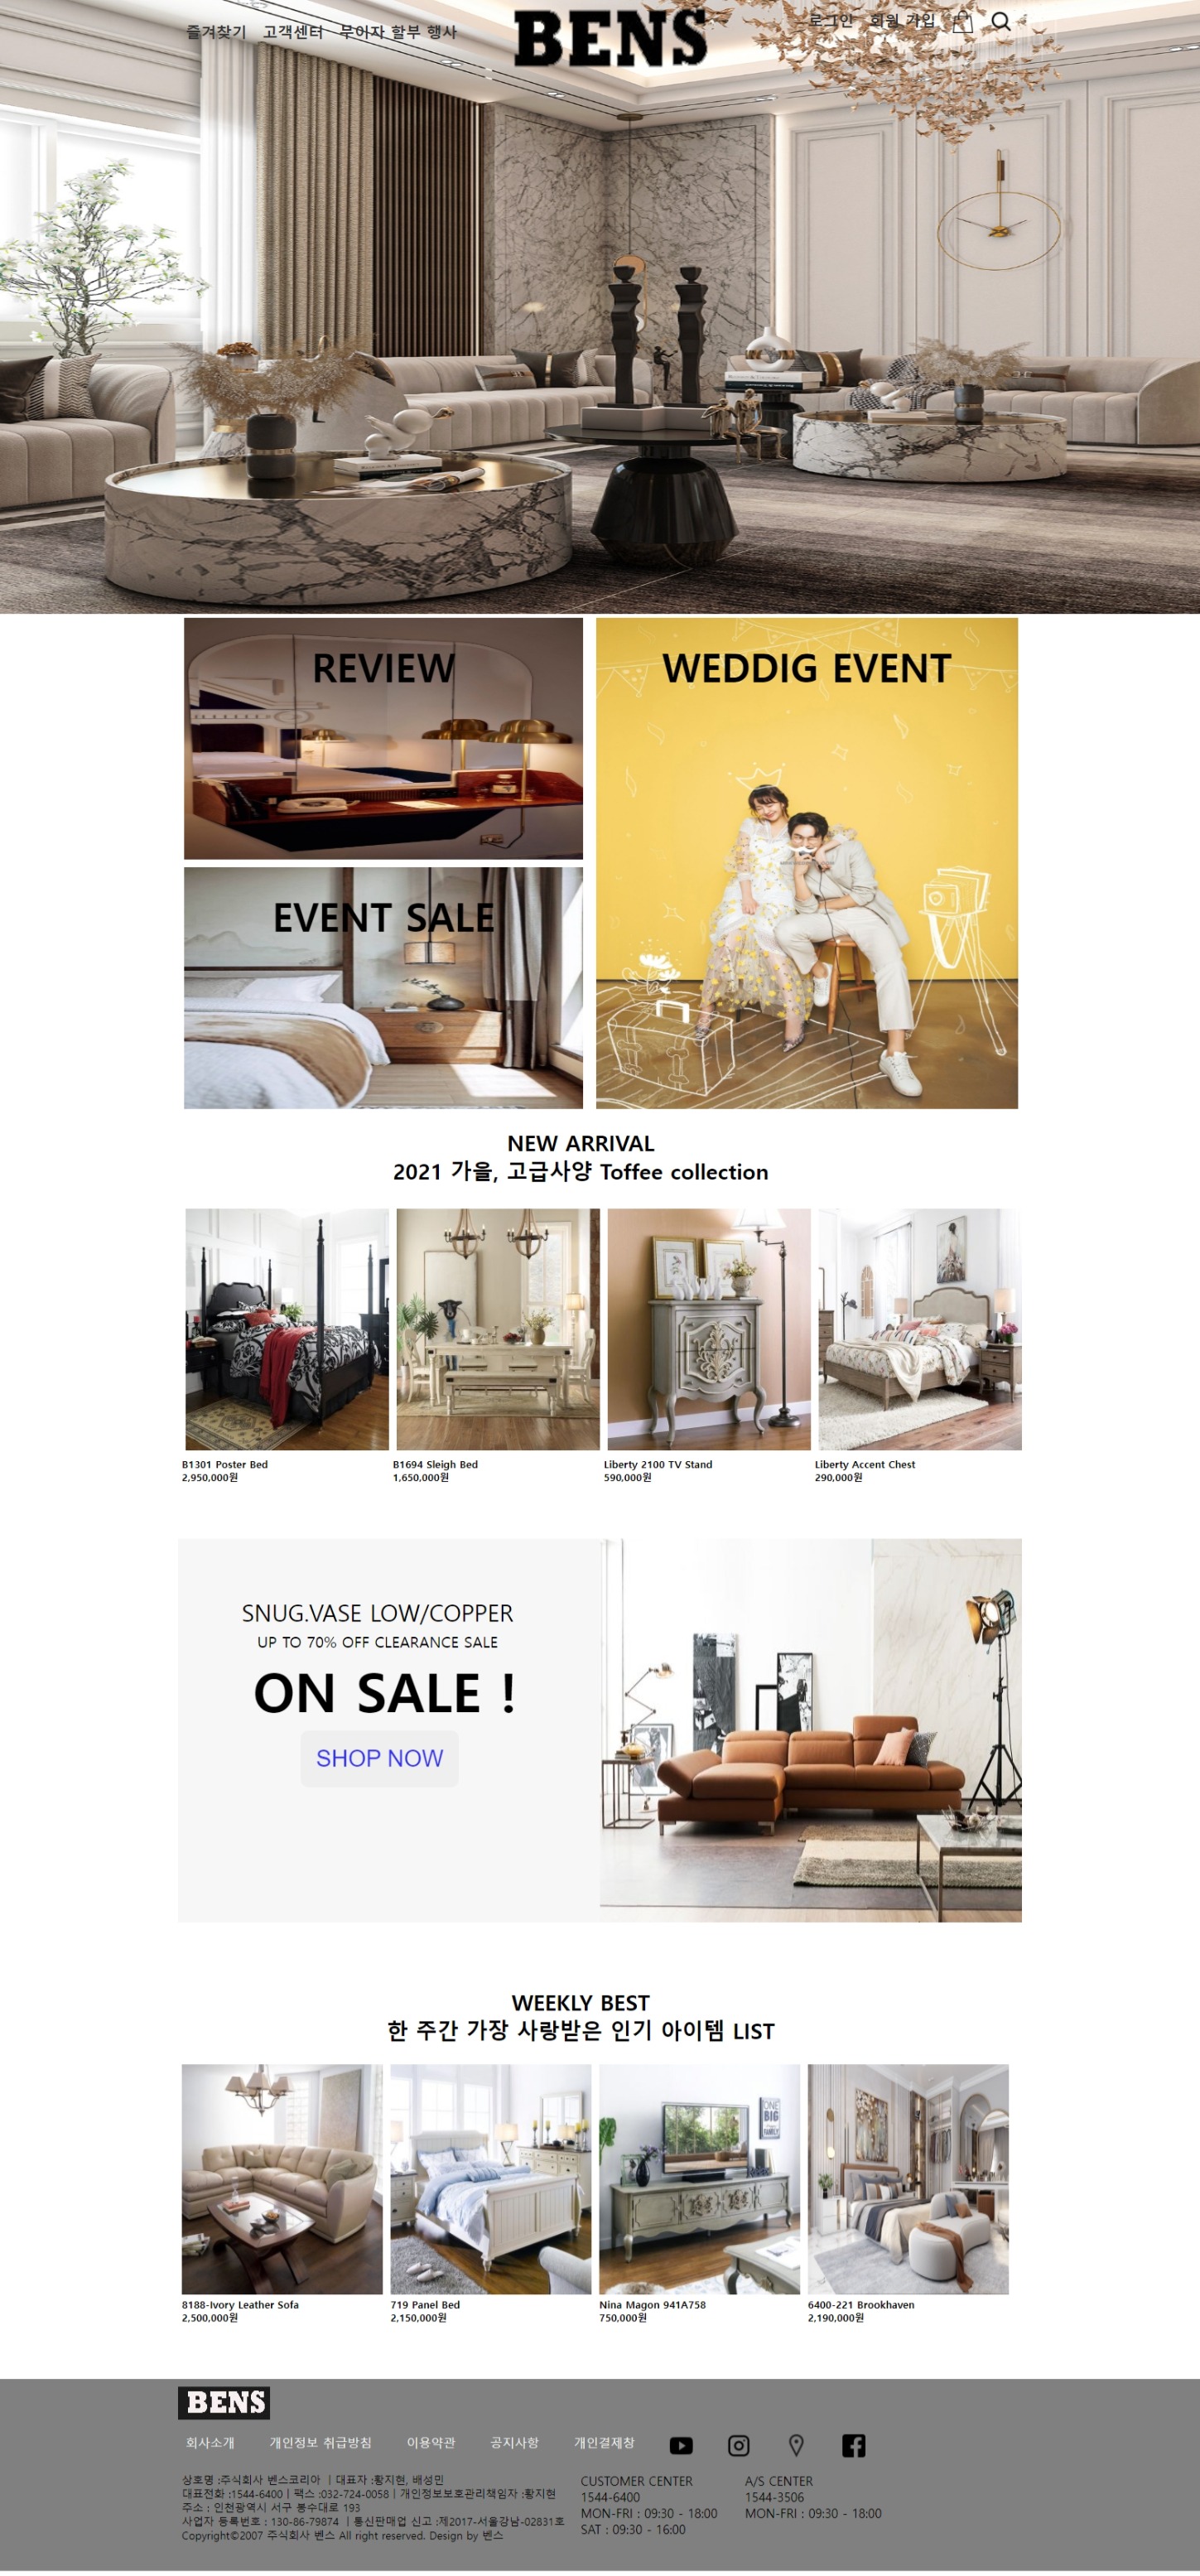 즐겨찾기 고객센터 무이자 할부 행사
BENS
로그인 회원 가입
REVIEW
WEDDIG EVENT
EVENT SALE
NEW ARRIVAL
2021 가을, 고급사양 Toffee collection
B1301 Poster Bed
2,950,000원
B1694 Sleigh Bed
1,650,000원
Liberty 2100 TV Stand
590,000원
Liberty Accent Chest
290,000원
SNUG.VASE LOW/COPPER
UP TO 70% OFF CLEARANCE SALE
ON SALE !
SHOP NOW
WEEKLY BEST
한 주간 가장 사랑받은 인기 아이템 LIST
ONE
BIG
FAMILY
8188-Ivory Leather Sofa
2,500,000원
719 Panel Bed
2,150,000원
Nina Magon 941A758
750,000원
6400-221 Brookhaven
2,190,000원
BENS
회사소개 개인정보 취급방침 이용약관 공지사항 개인결제창
상호명 :주식회사 벤스코리아 | 대표자 :황지현, 배성민
대표전화 :1544-6400 | 팩스 :032-724-0058 | 개인정보보호관리책임자 :황지현
주소 : 인천광역시 서구 봉수대로 193
사업자 등록번호 : 130-86-79874 | 통신판매업 신고 :제2017-서울강남-02831호
Copyright©2007 주식회사 벤스 All right reserved. Design by 벤스
CUSTOMER CENTER
1544-6400
MON-FRI : 09:30 - 18:00
SAT : 09:30 - 16:00
A/S CENTER
1544-3506
MON-FRI : 09:30 - 18:00